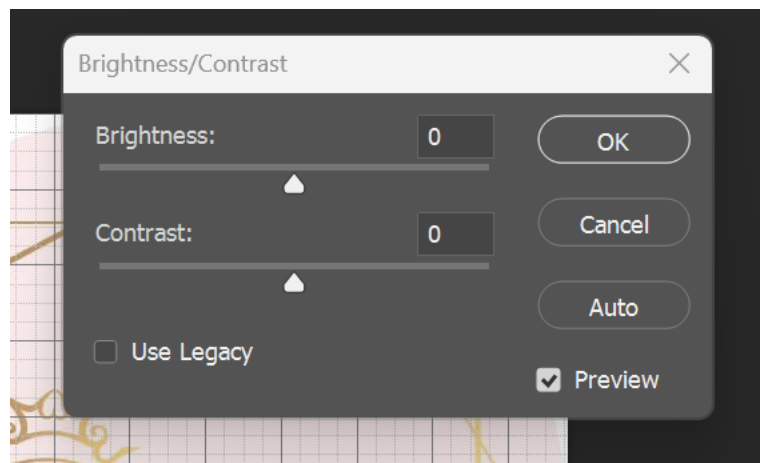 Brightness/Contrast
Brightness: 0
OK
Contrast: 0
Cancel
Auto
Use Legacy
Preview